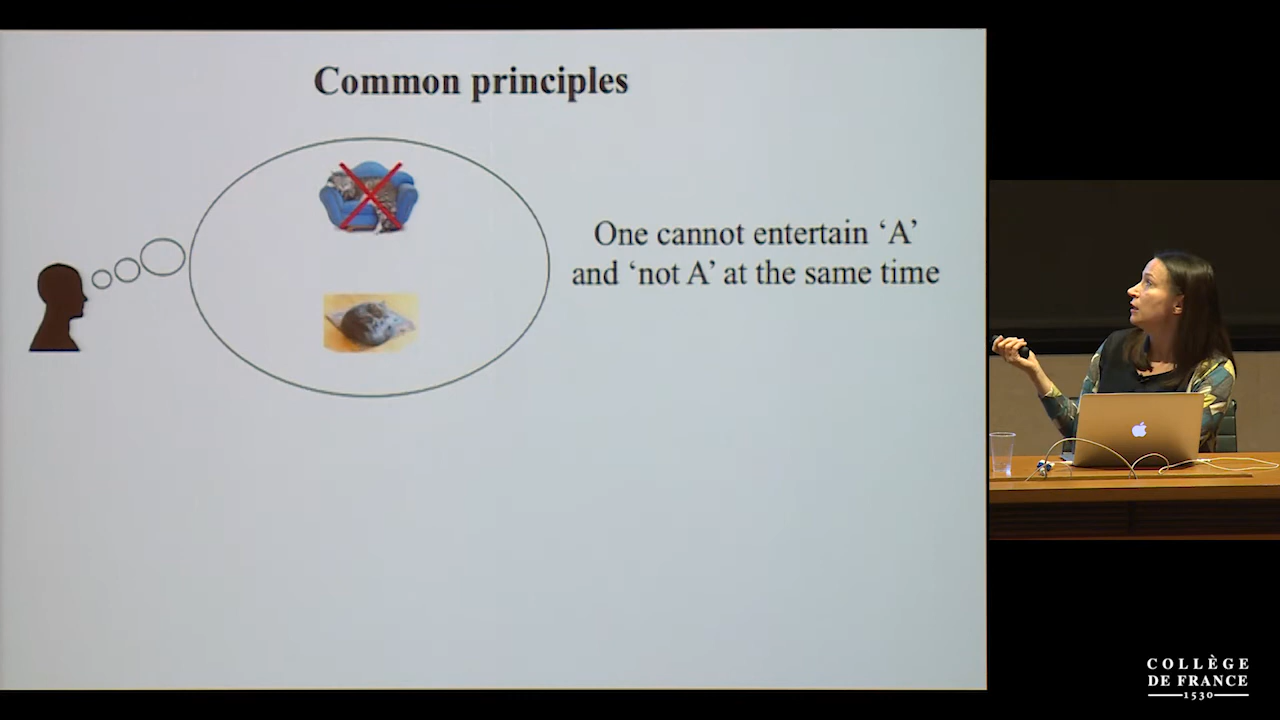 Common principles
One cannot entertain ‘A’
and ‘not A’ at the same time
COLLÈGE
DE FRANCE
1530